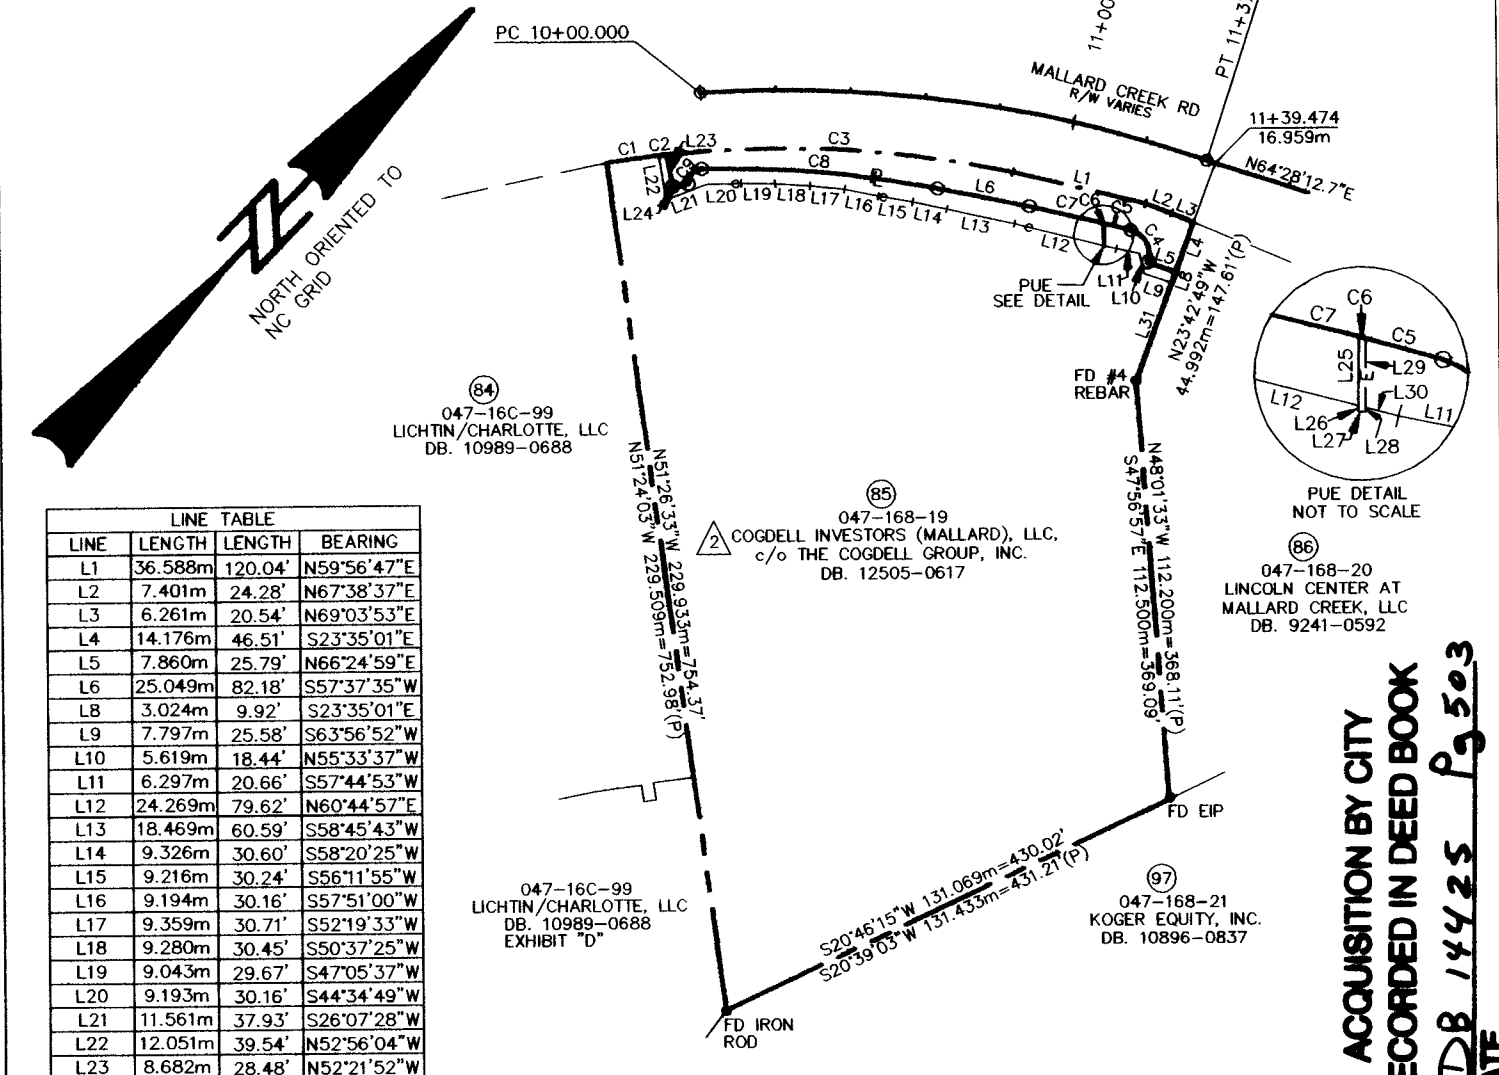 PC 10+00.000
11+00
PT 11+3
MALLARD CREEK RD
R/W VARIES
11+39.474
16.959m
N64°28'12.7"E
C1
C2
L23
C3
C9
C8
L22
L24
L21
L20
L19
L18
L17
L16
L15
L14
L13
L12
L6
L1
C7
C6
C5
L2
L3
C4
L4
L5
L8
L11
L10
L9
L31
PUE
SEE DETAIL
N23°42'49"W
44.992m=147.61'(P)
NORTH ORIENTED TO
NC GRID
FD #4
REBAR
C6
C7
C5
L25
E
L29
L30
L12
L11
L26
L27
L28
PUE DETAIL
NOT TO SCALE
84
047-16C-99
LICHTIN/CHARLOTTE, LLC
DB. 10989-0688
N51°26'33"W 229.933m=754.37'
N51°24'03"W 229.509m=752.98'(P)
85
047-168-19
2
COGDELL INVESTORS (MALLARD), LLC,
c/o THE COGDELL GROUP, INC.
DB. 12505-0617
N48°01'33"W 112.200m=368.11'(P)
S47°56'57"E 112.500m=369.09'
86
047-168-20
LINCOLN CENTER AT
MALLARD CREEK, LLC
DB. 9241-0592
LINE TABLE
LINE LENGTH LENGTH BEARING
L1 36.588m 120.04' N59°56'47"E
L2 7.401m 24.28' N67°38'37"E
L3 6.261m 20.54' N69°03'53"E
L4 14.176m 46.51' S23°35'01"E
L5 7.860m 25.79' N66°24'59"E
L6 25.049m 82.18' S57°37'35"W
L8 3.024m 9.92' S23°35'01"E
L9 7.797m 25.58' S63°56'52"W
L10 5.619m 18.44' N55°33'37"W
L11 6.297m 20.66' S57°44'53"W
L12 24.269m 79.62' N60°44'57"E
L13 18.469m 60.59' S58°45'43"W
L14 9.326m 30.60' S58°20'25"W
L15 9.216m 30.24' S56°11'55"W
L16 9.194m 30.16' S57°51'00"W
L17 9.359m 30.71' S52°19'33"W
L18 9.280m 30.45' S50°37'25"W
L19 9.043m 29.67' S47°05'37"W
L20 9.193m 30.16' S44°34'49"W
L21 11.561m 37.93' S26°07'28"W
L22 12.051m 39.54' N52°56'04"W
L23 8.682m 28.48' N52°21'52"W
FD EIP
S20°46'15"W 131.069m=430.02'
S20°39'03"W 131.433m=431.21'(P)
047-16C-99
LICHTIN/CHARLOTTE, LLC
DB. 10989-0688
EXHIBIT "D"
97
047-168-21
KOGER EQUITY, INC.
DB. 10896-0837
FD IRON
ROD
ACQUISITION BY CITY
ECORDED IN DEED BOOK
DB 14425 Pg 503
ATE